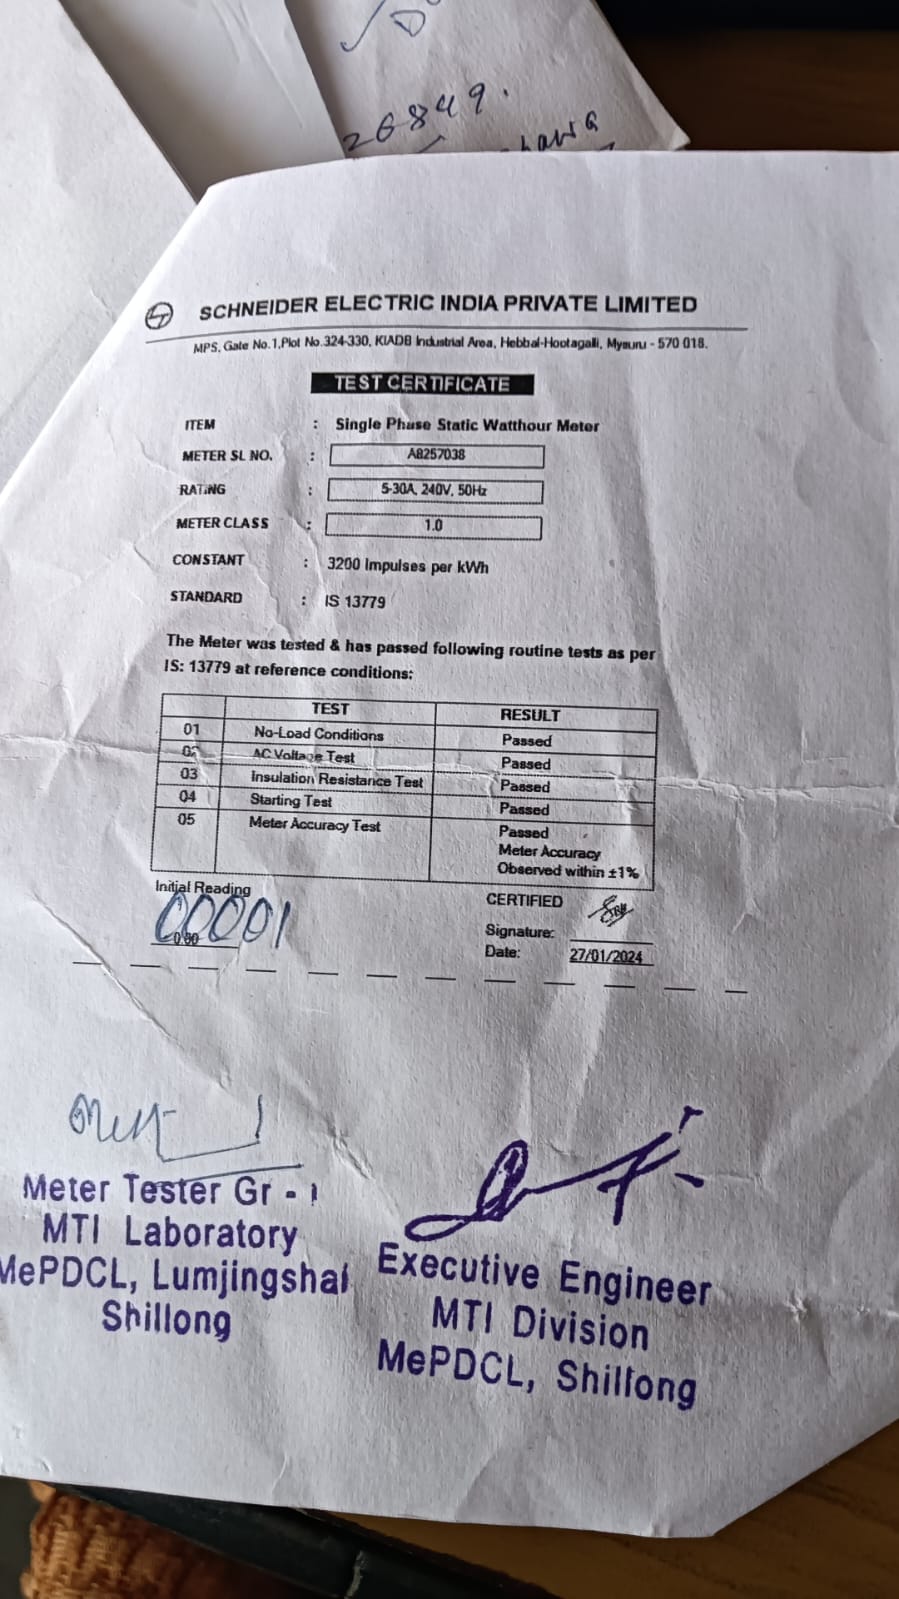 26849.
SCHNEIDER ELECTRIC INDIA PRIVATE LIMITED
MPS, Gate No.1,Plot No.324-330, KIADB Industrial Area, Hebbal-Hootagalli, Mysuru - 570 018.
TEST CERTIFICATE
ITEM : Single Phase Static Watthour Meter
METER SL NO. : A8257038
RATING : 5-30A, 240V, 50Hz
METER CLASS : 1.0
CONSTANT : 3200 Impulses per kWh
STANDARD : IS 13779
The Meter was tested & has passed following routine tests as per
IS: 13779 at reference conditions:
TEST RESULT
01 No-Load Conditions Passed
02 AC Voltage Test Passed
03 Insulation Resistance Test Passed
04 Starting Test Passed
05 Meter Accuracy Test Passed
Meter Accuracy
Observed within ±1%
Initial Reading
00001
0.00
CERTIFIED
Signature:
Date: 27/01/2024
Meter Tester Gr - I
MTI Laboratory
MePDCL, Lumjingshai
Shillong
Executive Engineer
MTI Division
MePDCL, Shillong